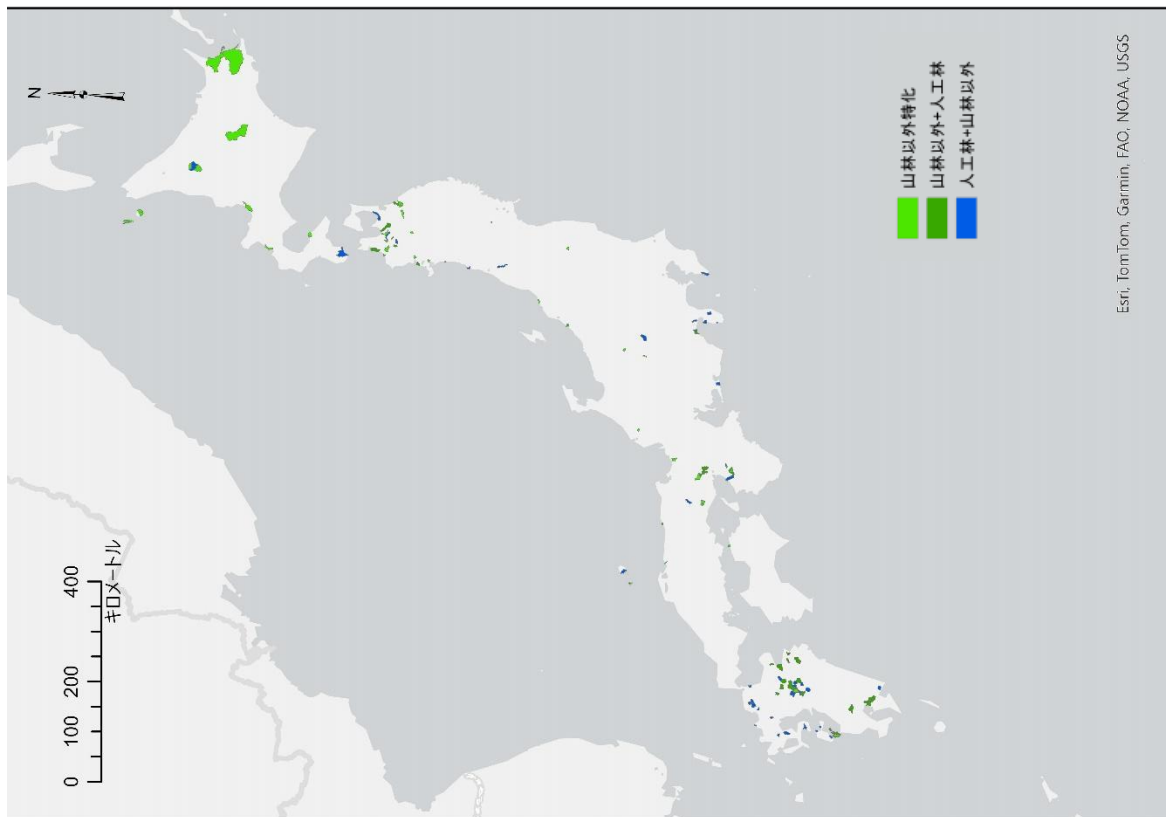 N
山林以外特化
山林以外+人工林
人工林+山林以外
0 100 200 400
キロメートル
Esri, TomTom, Garmin, FAO, NOAA, USGS